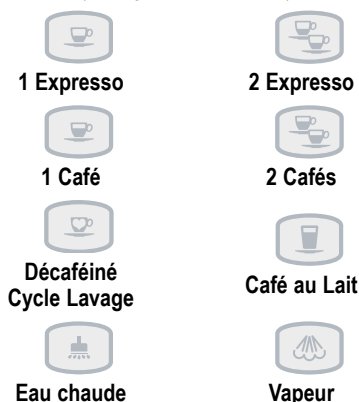 1 Expresso
2 Expresso
1 Café
2 Cafés
Décaféiné
Cycle Lavage
Café au Lait
Eau chaude
Vapeur